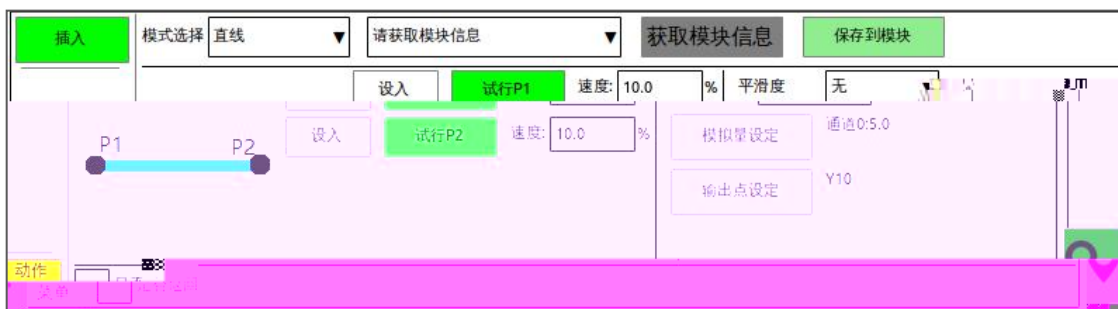 插入 模式选择 直线 请获取模块信息 获取模块信息 保存到模块
设入 试行P1 速度: 10.0 % 平滑度 无
P1 P2 设入 试行P2 速度: 10.0 % 模拟量设定 通道0:5.0
输出点设定 Y10
动作
菜单